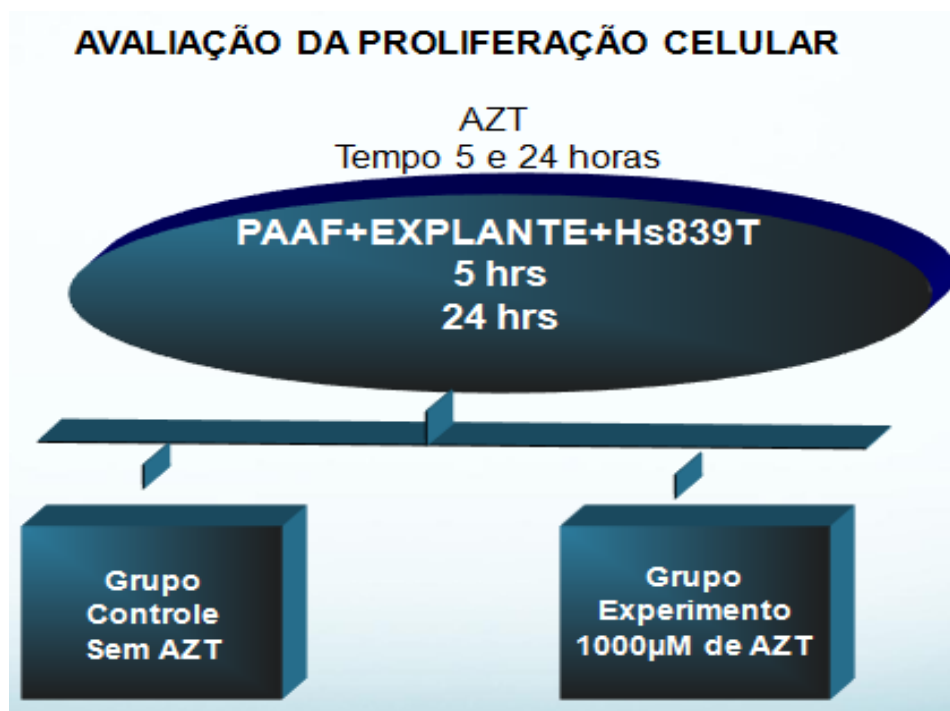 AVALIAÇÃO DA PROLIFERAÇÃO CELULAR
AZT
Tempo 5 e 24 horas
PAAF+EXPLANTE+Hs839T
5 hrs
24 hrs
Grupo
Controle
Sem AZT
Grupo
Experimento
1000µM de AZT